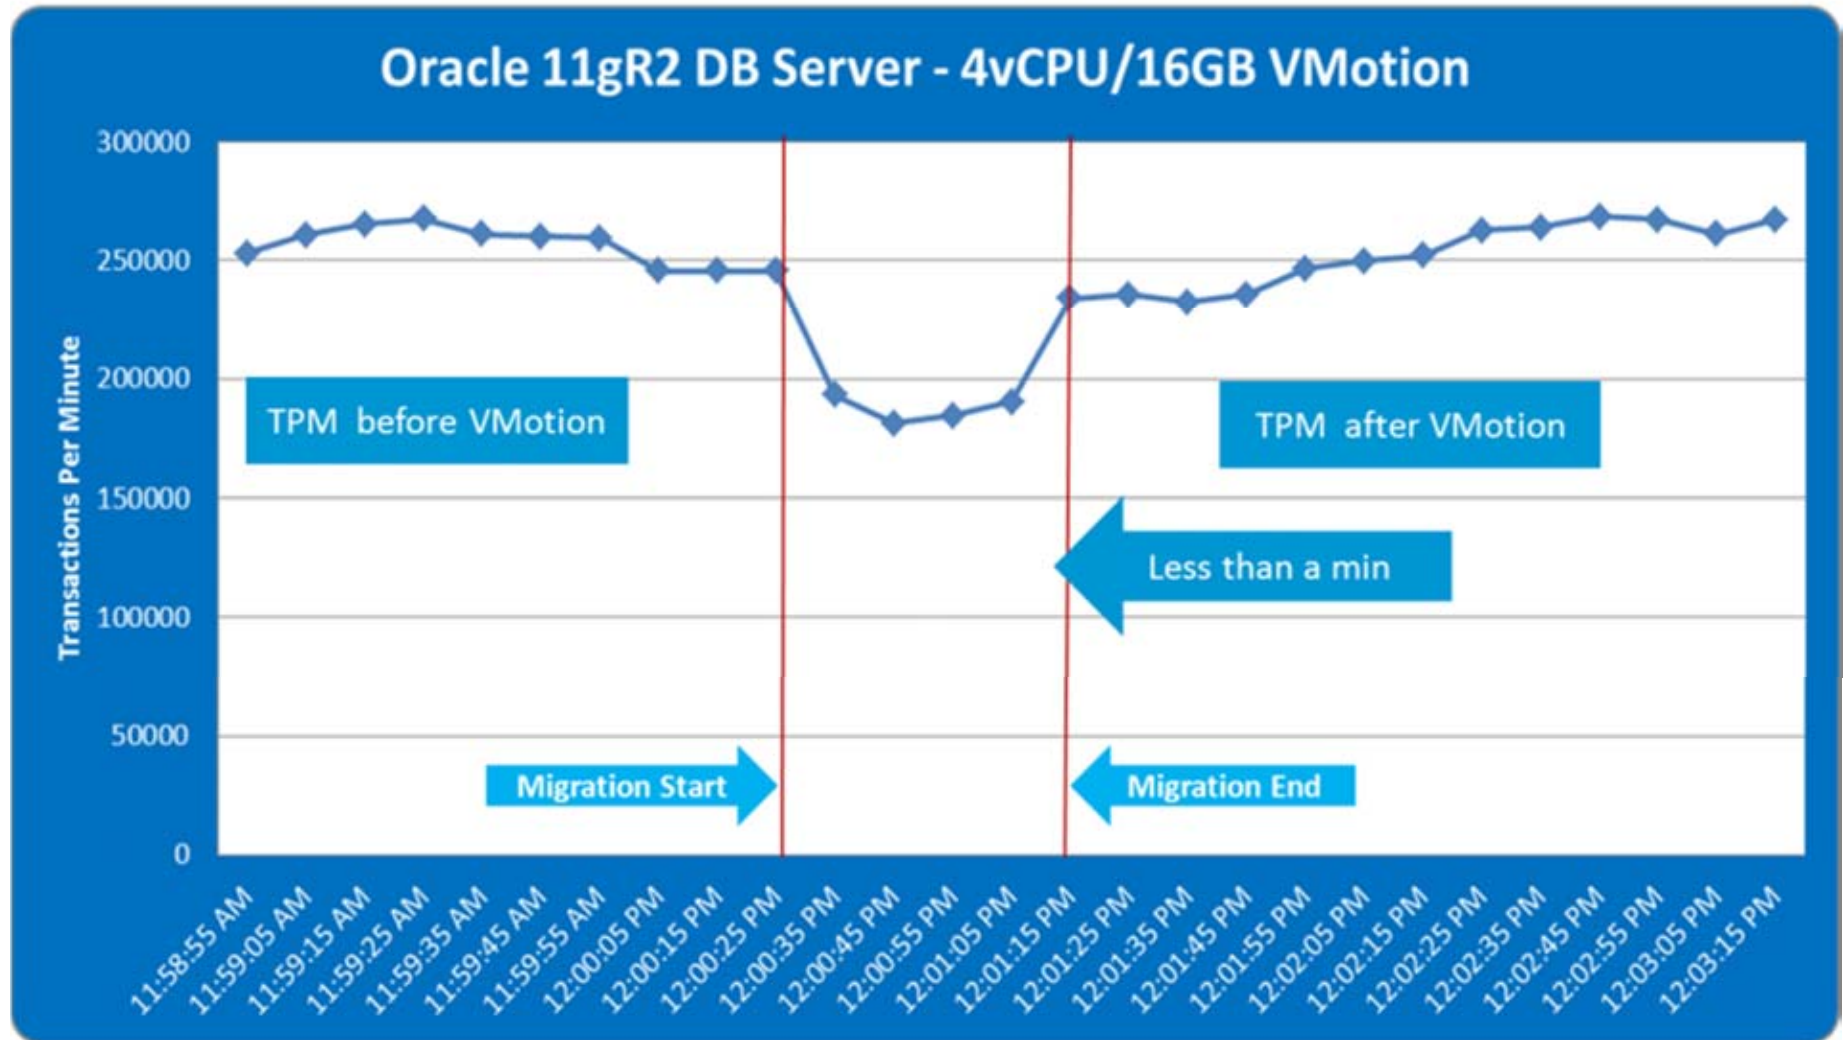 Oracle 11gR2 DB Server - 4vCPU/16GB VMotion
Transactions Per Minute
300000
250000
200000
150000
100000
50000
0
TPM before VMotion
TPM after VMotion
Less than a min
Migration Start
Migration End
11:58:55 AM
11:59:05 AM
11:59:15 AM
11:59:25 AM
11:59:35 AM
11:59:45 AM
11:59:55 AM
12:00:05 PM
12:00:15 PM
12:00:25 PM
12:00:35 PM
12:00:45 PM
12:00:55 PM
12:01:05 PM
12:01:15 PM
12:01:25 PM
12:01:35 PM
12:01:45 PM
12:01:55 PM
12:02:05 PM
12:02:15 PM
12:02:25 PM
12:02:35 PM
12:02:45 PM
12:02:55 PM
12:03:05 PM
12:03:15 PM